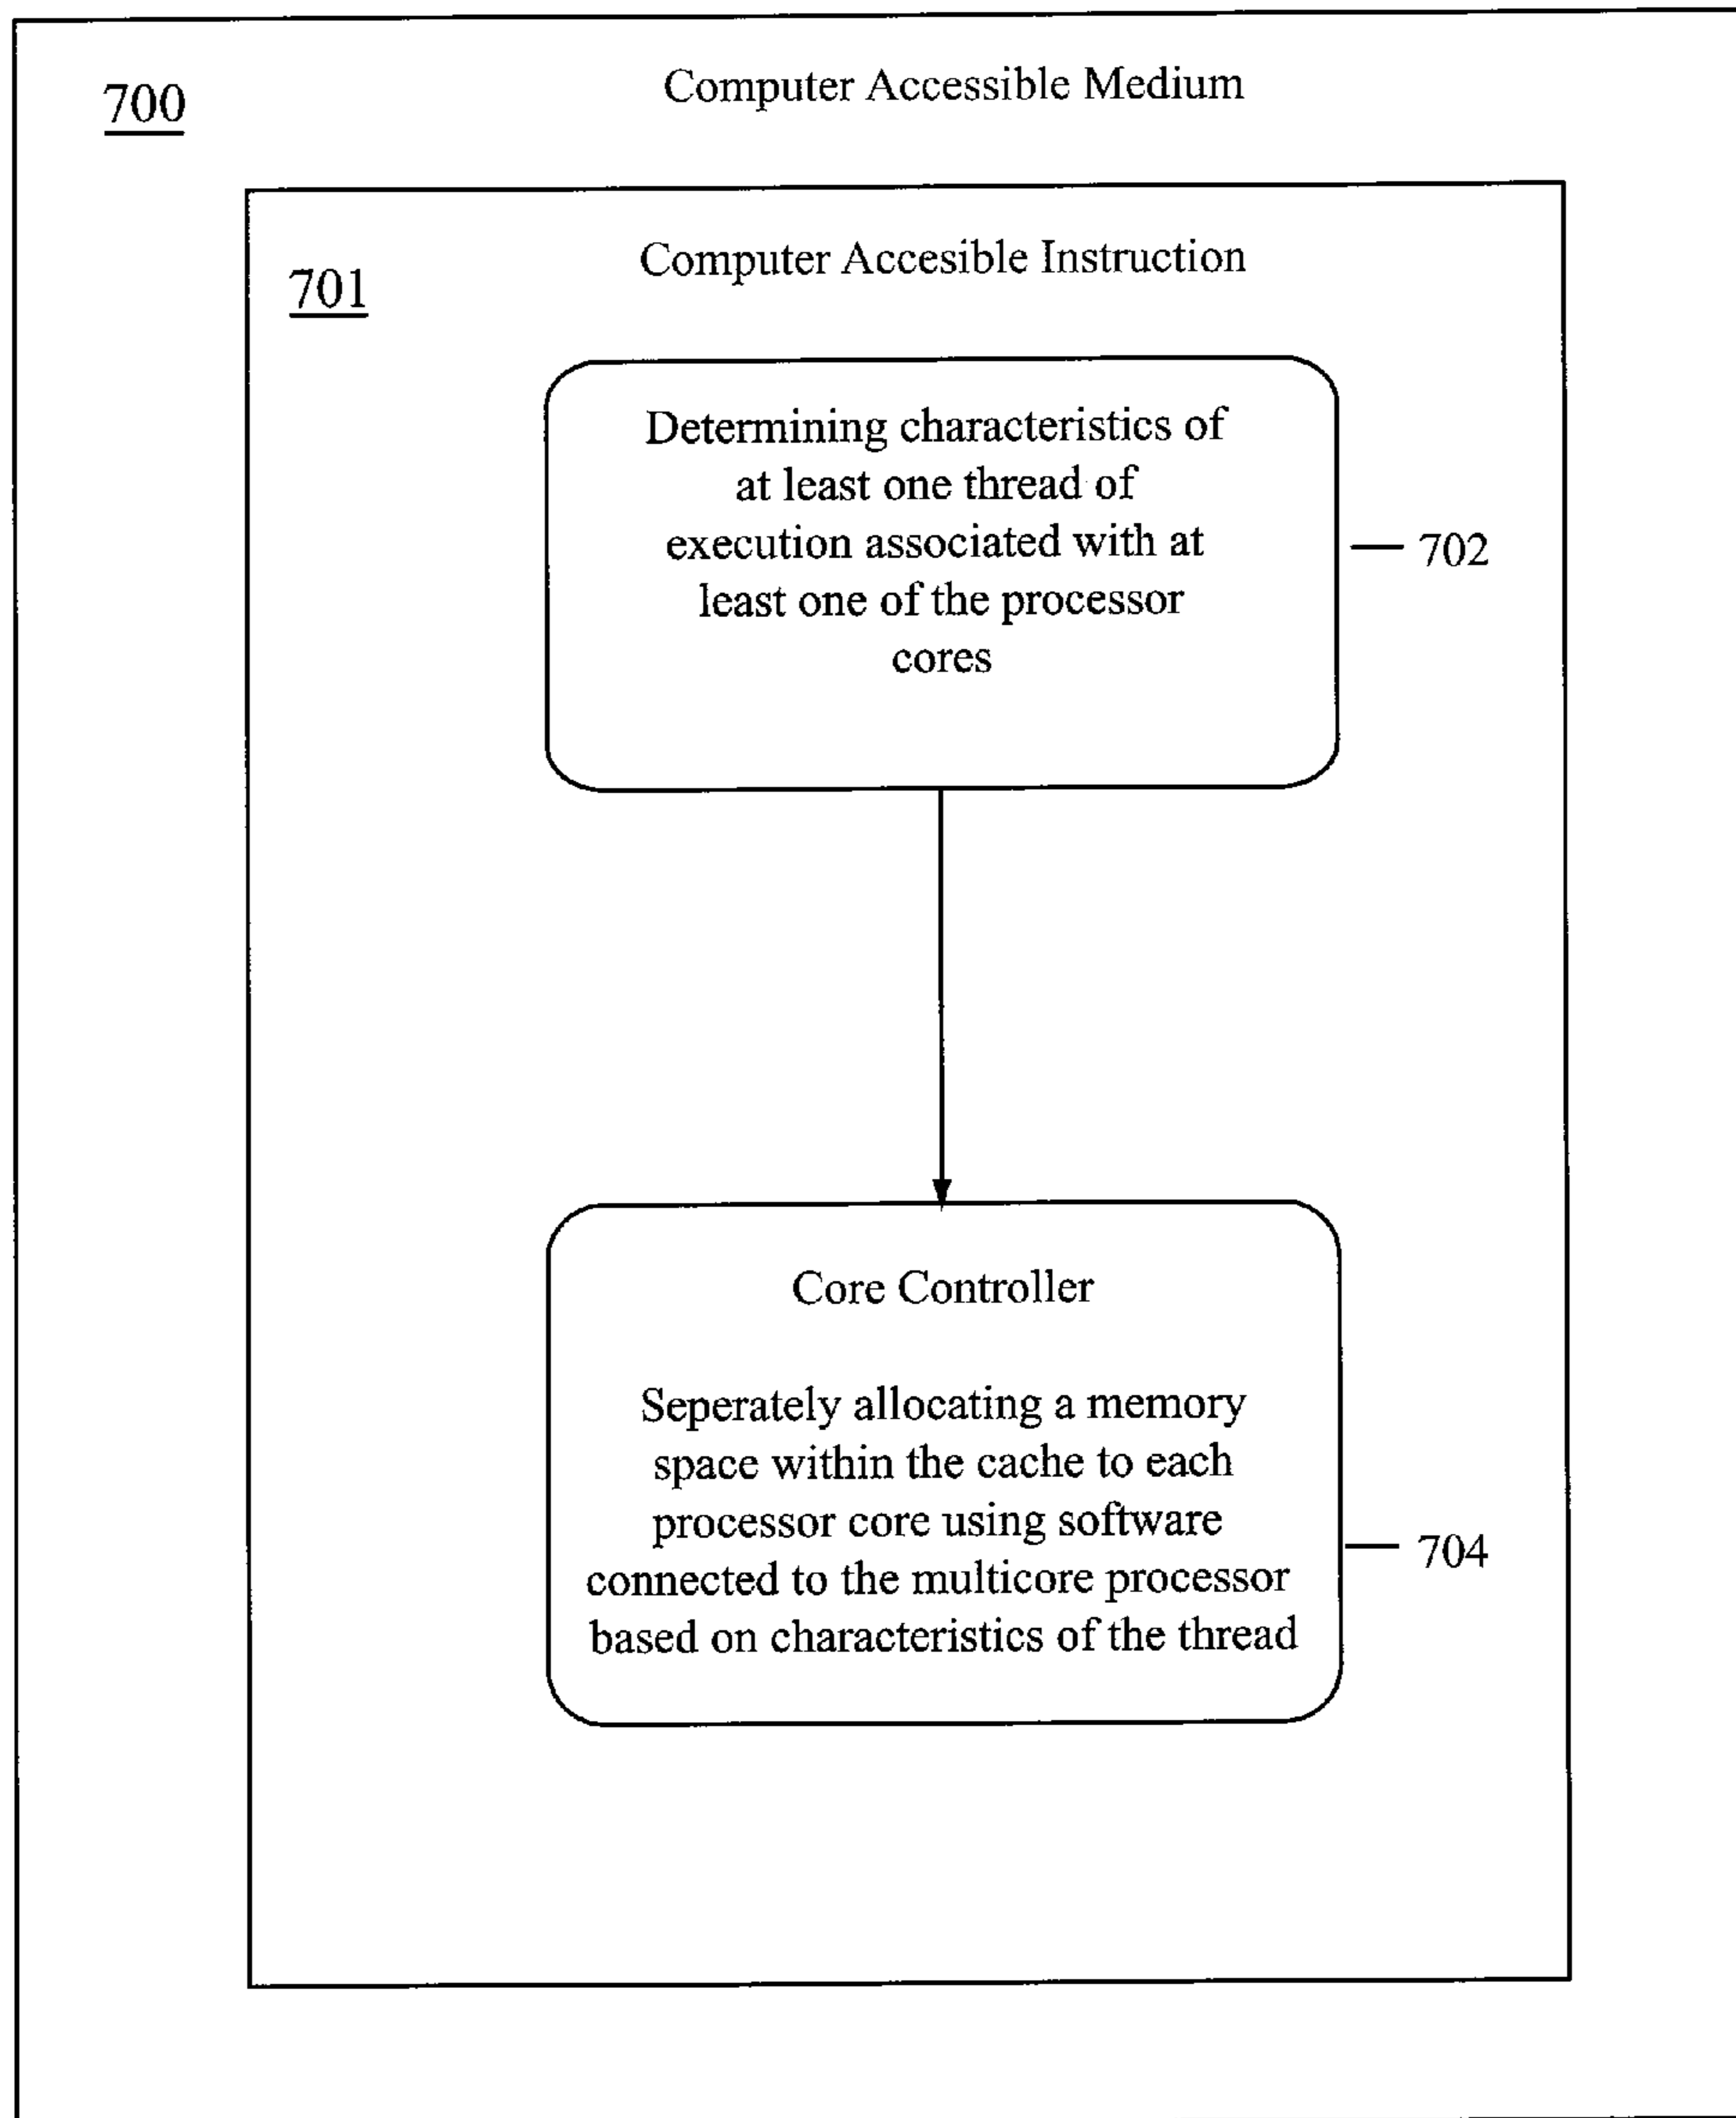 Computer Accessible Medium
700
Computer Accesible Instruction
701
Determining characteristics of
at least one thread of
execution associated with at
least one of the processor
cores
702
Core Controller
Seperately allocating a memory
space within the cache to each
processor core using software
connected to the multicore processor
based on characteristics of the thread
704